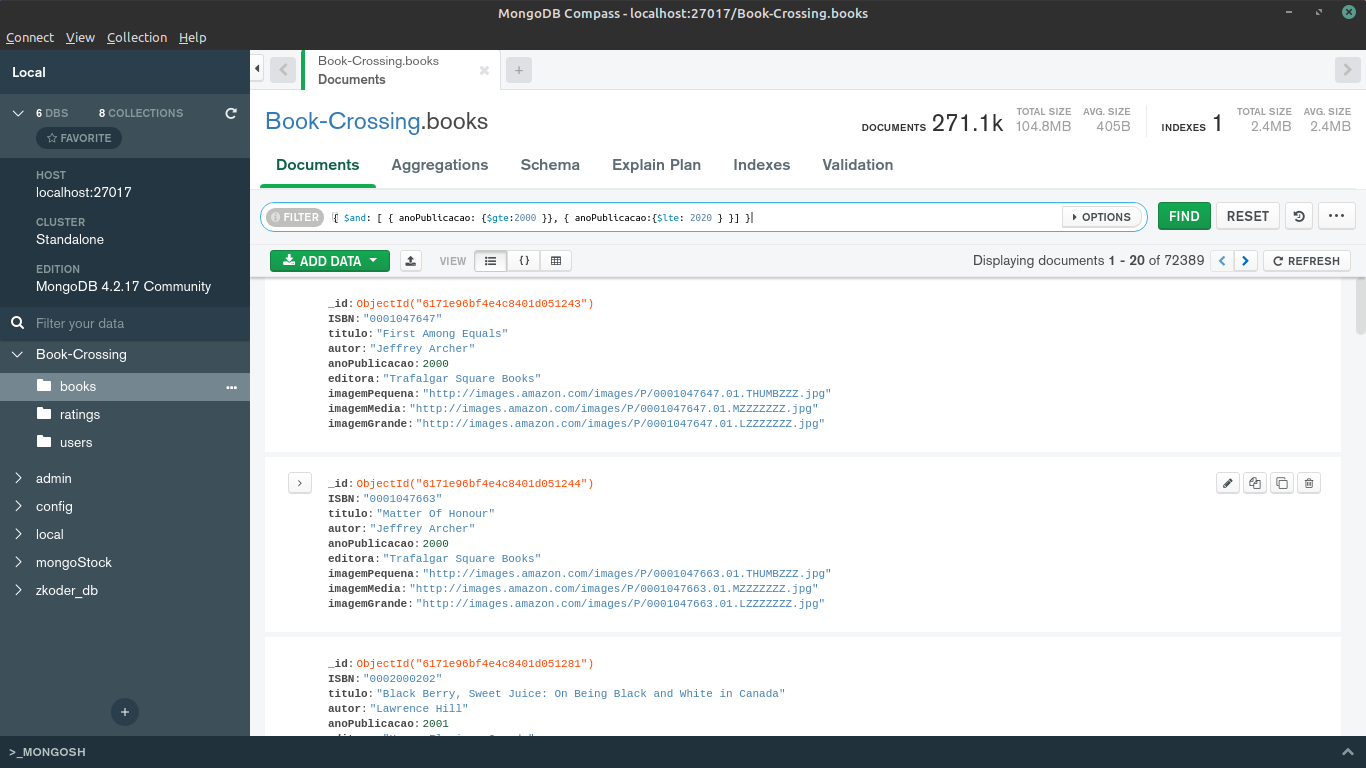 MongoDB Compass - localhost:27017/Book-Crossing.books
Connect View Collection Help
Local
6 DBS 8 COLLECTIONS
FAVORITE
HOST
localhost:27017
CLUSTER
Standalone
EDITION
MongoDB 4.2.17 Community
Filter your data
Book-Crossing
books
ratings
users
admin
config
local
mongoStock
zkoder_db
>_MONGOSH
Book-Crossing.books
Documents
Book-Crossing.books
DOCUMENTS 271.1k TOTAL SIZE 104.8MB AVG. SIZE 405B INDEXES 1 TOTAL SIZE 2.4MB AVG. SIZE 2.4MB
Documents Aggregations Schema Explain Plan Indexes Validation
FILTER { $and: [ { anoPublicacao: {$gte:2000 }}, { anoPublicacao:{$lte: 2020 } }] } OPTIONS FIND RESET
ADD DATA VIEW {} Displaying documents 1 - 20 of 72389 REFRESH
_id: ObjectId("6171e96bf4e4c8401d051243")
ISBN: "0001047647"
titulo: "First Among Equals"
autor: "Jeffrey Archer"
anoPublicacao: 2000
editora: "Trafalgar Square Books"
imagemPequena: "http://images.amazon.com/images/P/0001047647.01.THUMBZZZ.jpg"
imagemMedia: "http://images.amazon.com/images/P/0001047647.01.MZZZZZZZ.jpg"
imagemGrande: "http://images.amazon.com/images/P/0001047647.01.LZZZZZZZ.jpg"
_id: ObjectId("6171e96bf4e4c8401d051244")
ISBN: "0001047663"
titulo: "Matter Of Honour"
autor: "Jeffrey Archer"
anoPublicacao: 2000
editora: "Trafalgar Square Books"
imagemPequena: "http://images.amazon.com/images/P/0001047663.01.THUMBZZZ.jpg"
imagemMedia: "http://images.amazon.com/images/P/0001047663.01.MZZZZZZZ.jpg"
imagemGrande: "http://images.amazon.com/images/P/0001047663.01.LZZZZZZZ.jpg"
_id: ObjectId("6171e96bf4e4c8401d051281")
ISBN: "0002000202"
titulo: "Black Berry, Sweet Juice: On Being Black and White in Canada"
autor: "Lawrence Hill"
anoPublicacao: 2001